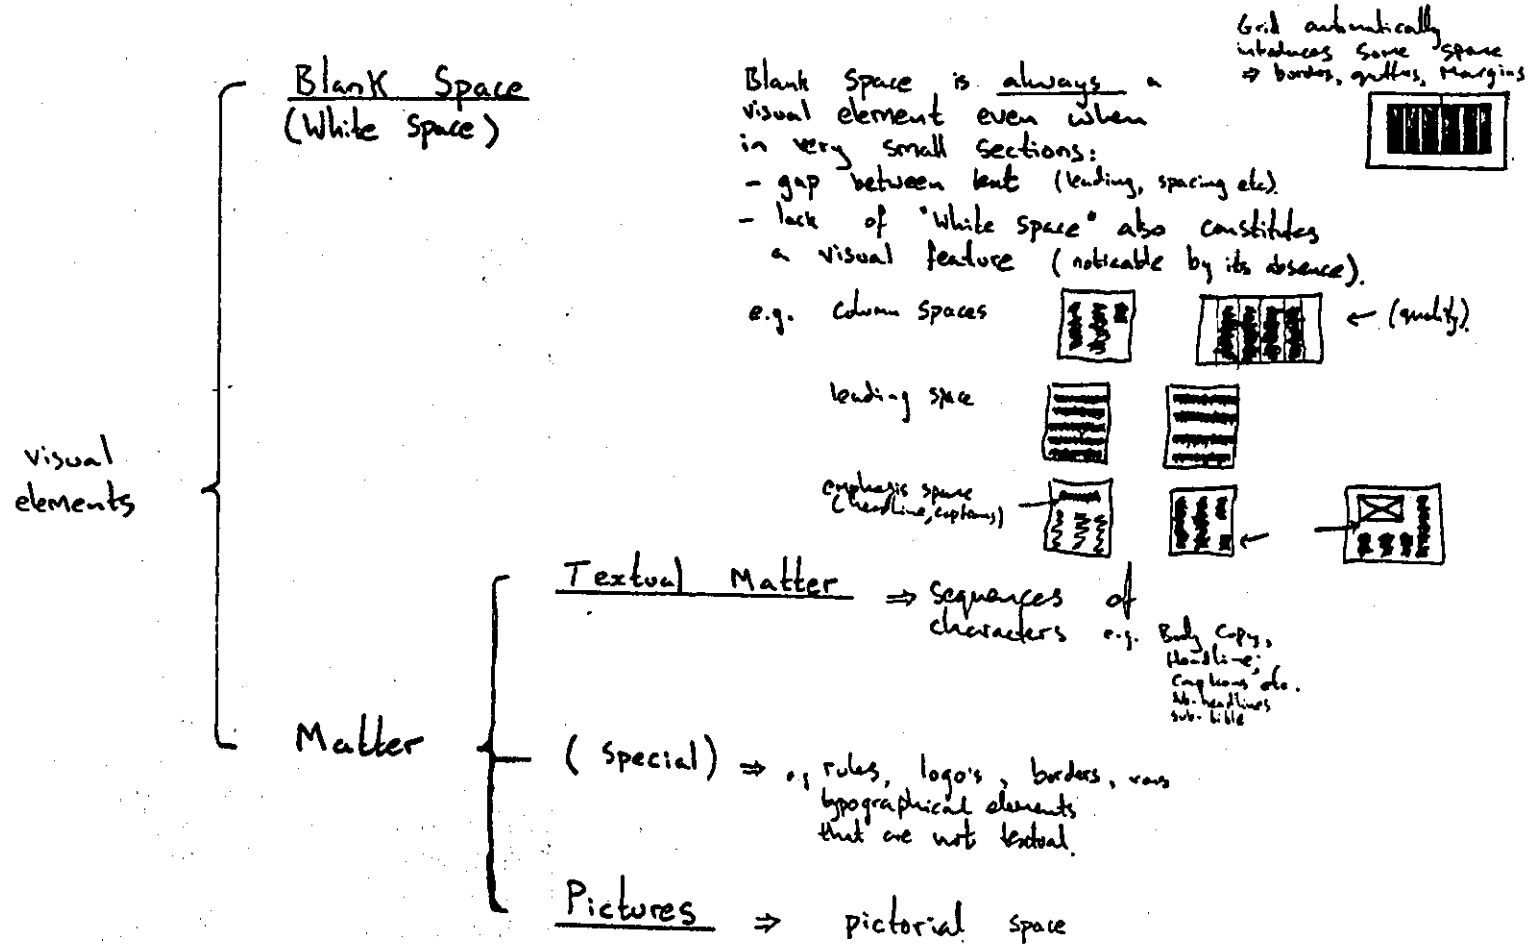 Grid automatically
introduces some space
⇒ borders, gutters, margins
Blank Space
(White Space)
Blank Space is always a
visual element even when
in very small sections:
- gap between text (leading, spacing etc).
- lack of "White Space" also constitutes
a visual feature (noticable by its absence).
e.g. Column Spaces
← (quality).
leading space
emphasis space
(headline, captions)
visual
elements
Textual Matter ⇒ Sequences of
characters e.g. Body Copy,
Headline,
Captions etc.
sub-headlines
sub-title
Matter
(Special) ⇒ e.g rules, logo's, borders,
typographical elements
that are not textual.
Pictures ⇒ pictorial space